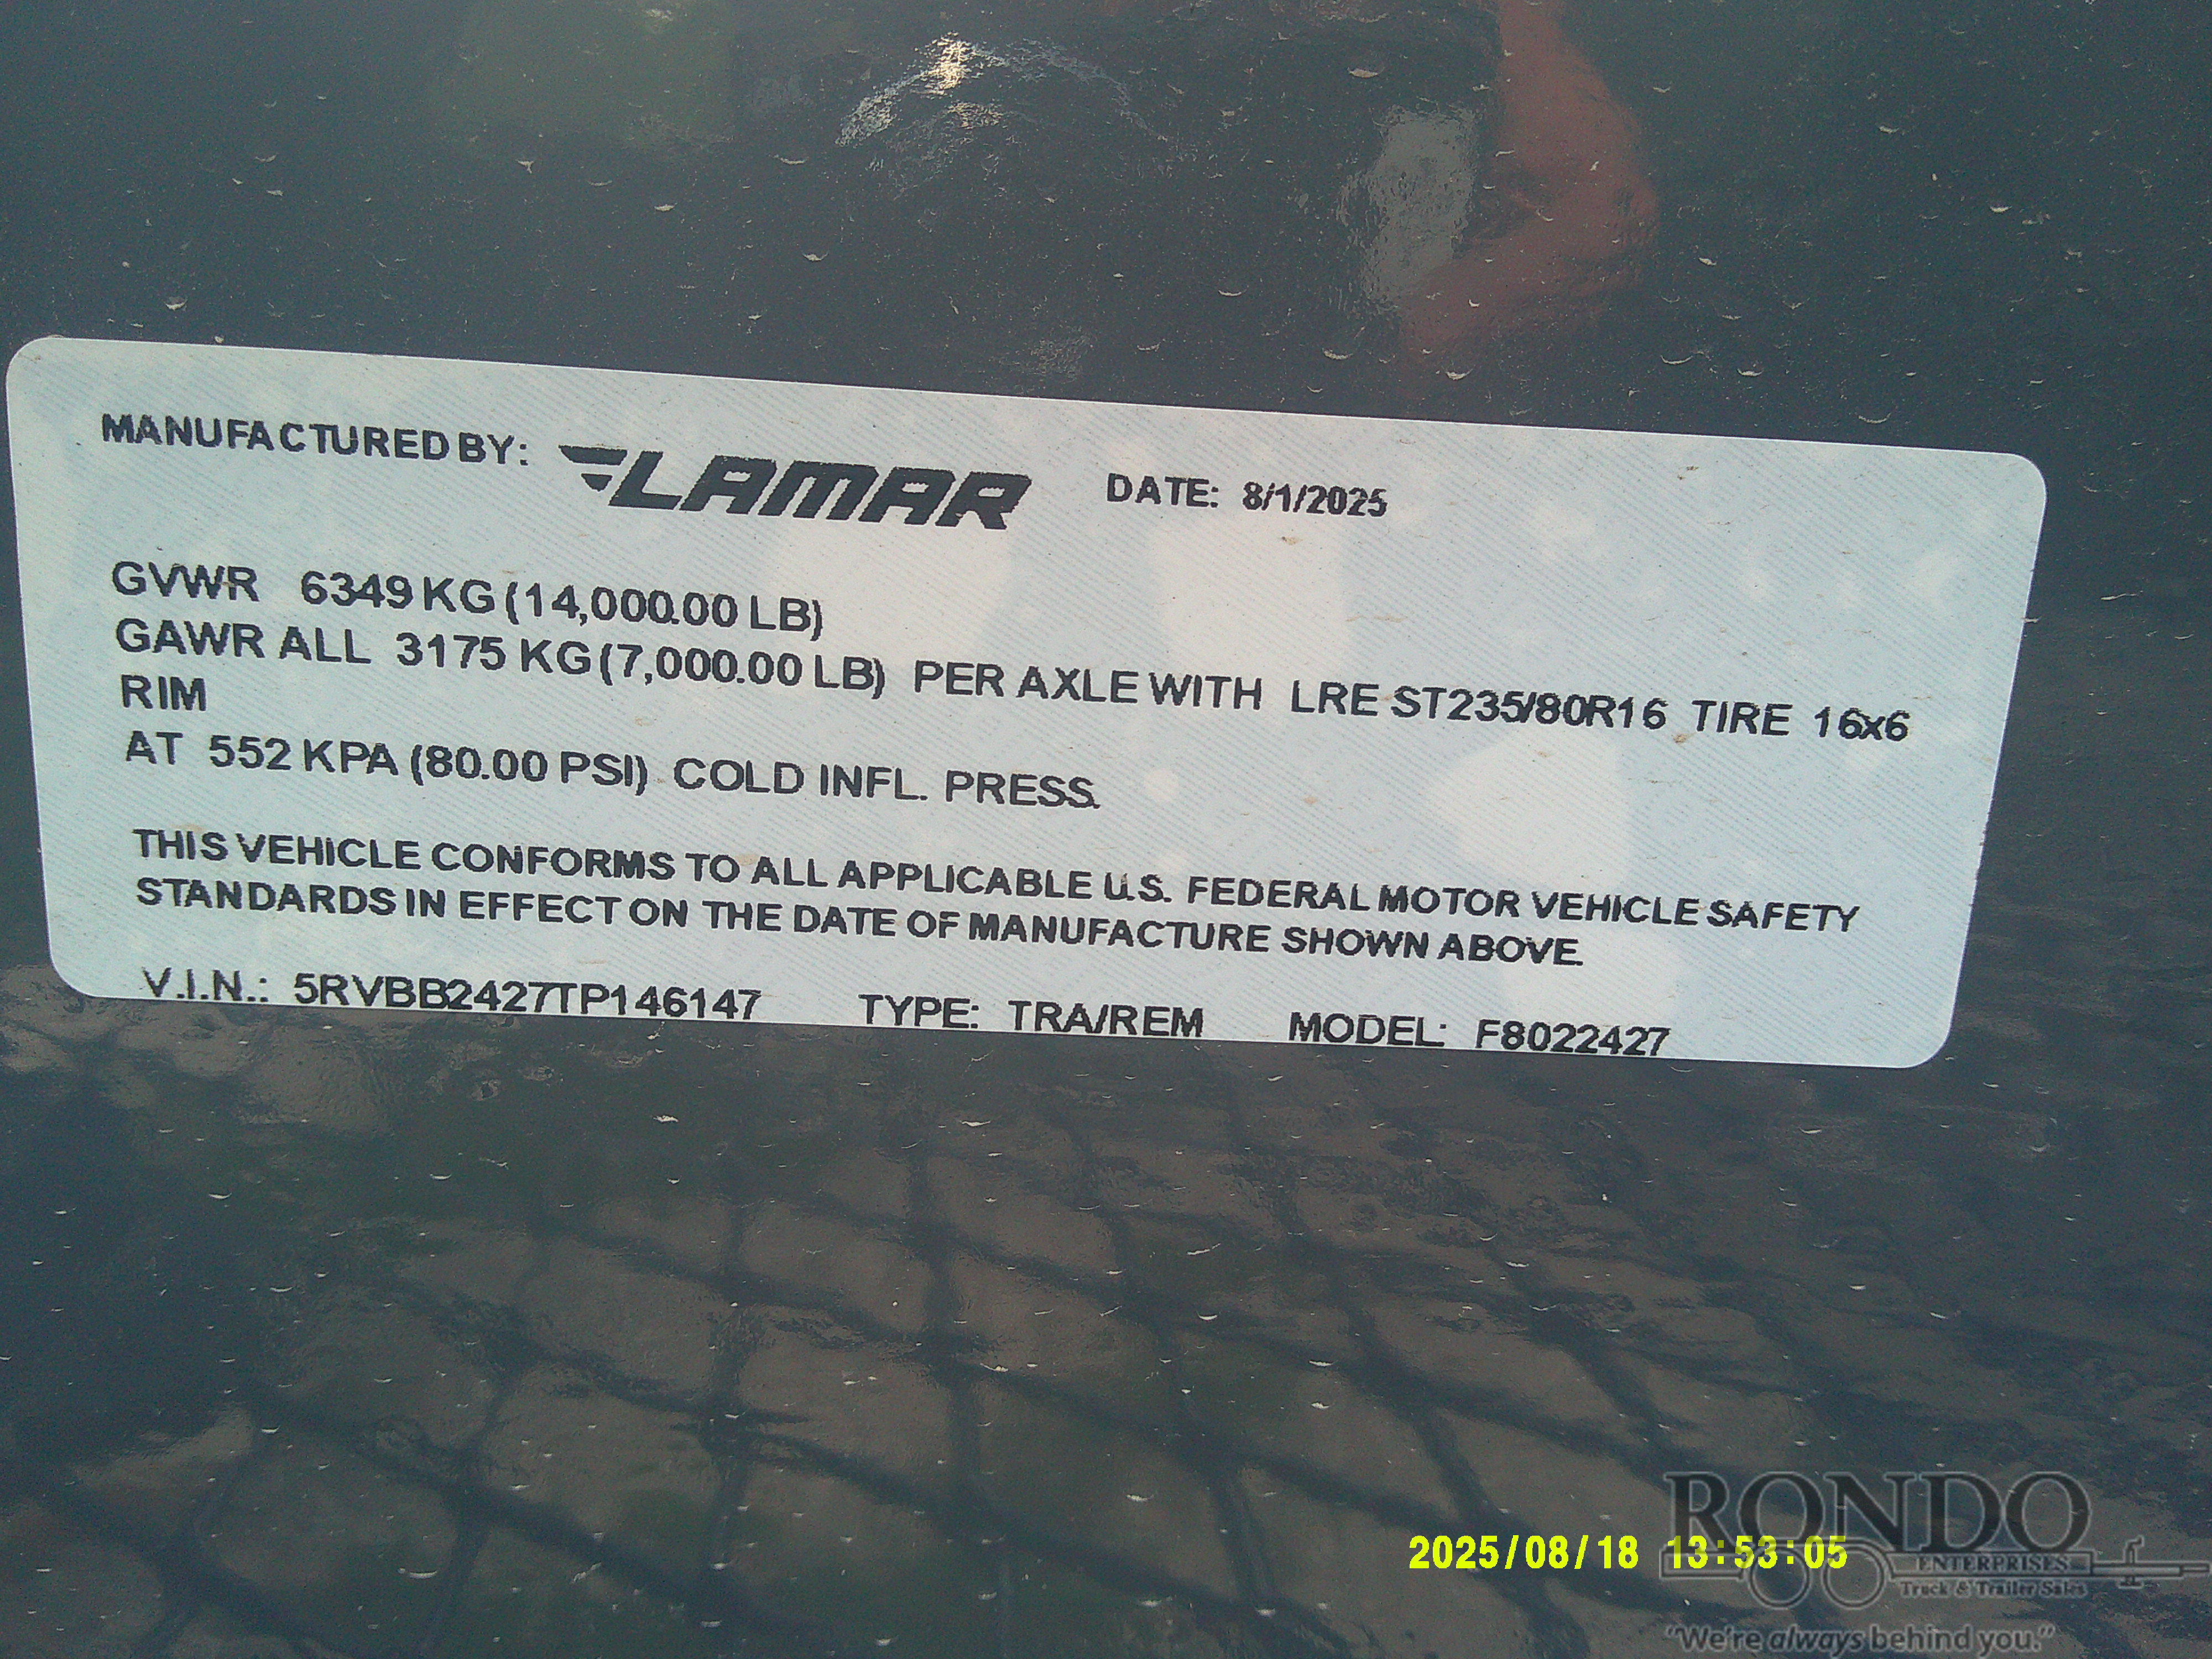 MANUFACTURED BY: LAMAR DATE: 8/1/2025
GVWR 6349 KG (14,000.00 LB)
GAWR ALL 3175 KG (7,000.00 LB) PER AXLE WITH LRE ST235/80R16 TIRE 16x6
RIM
AT 552 KPA (80.00 PSI) COLD INFL. PRESS.
THIS VEHICLE CONFORMS TO ALL APPLICABLE U.S. FEDERAL MOTOR VEHICLE SAFETY
STANDARDS IN EFFECT ON THE DATE OF MANUFACTURE SHOWN ABOVE.
V.I.N.: 5RVBB2427TP146147 TYPE: TRA/REM MODEL: F8022427
RONDO
2025/08/18 13:53:05
ENTERPRISES
Truck & Trailer Sales
"We're always behind you."